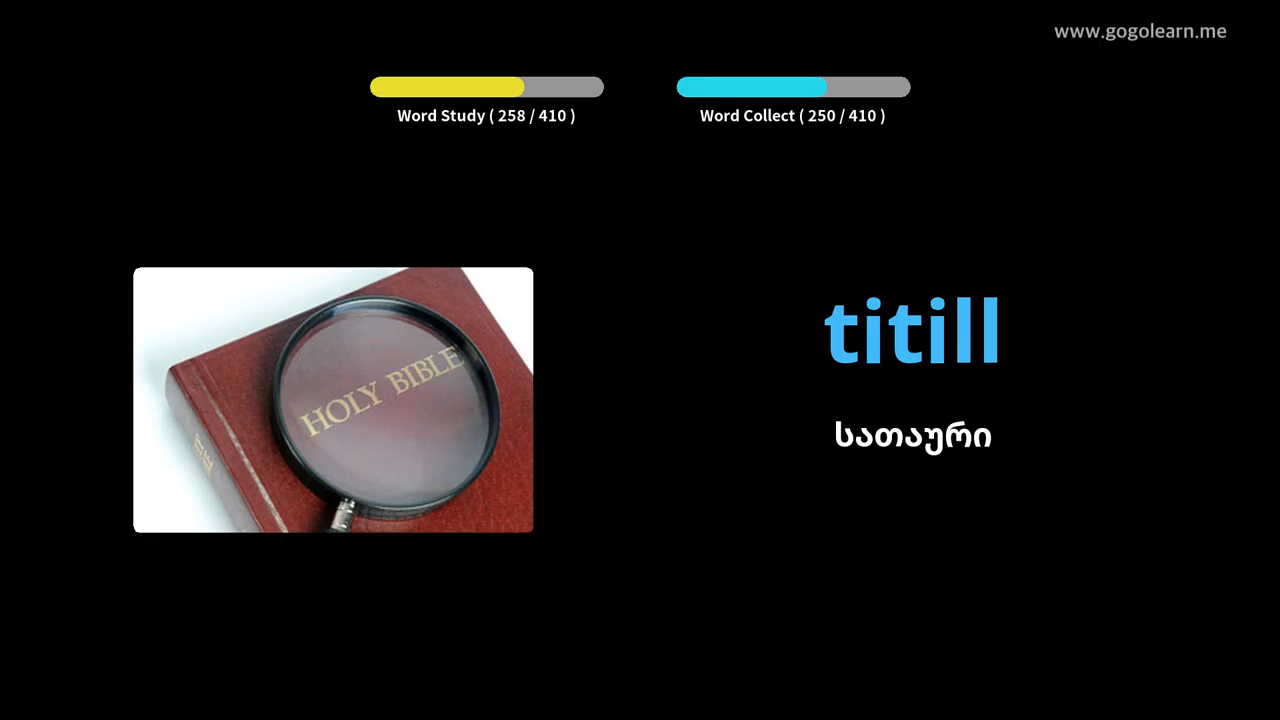 www.gogolearn.me
Word Study ( 258 / 410 )
Word Collect ( 250 / 410 )
HOLY BIBLE
titill
სათაური